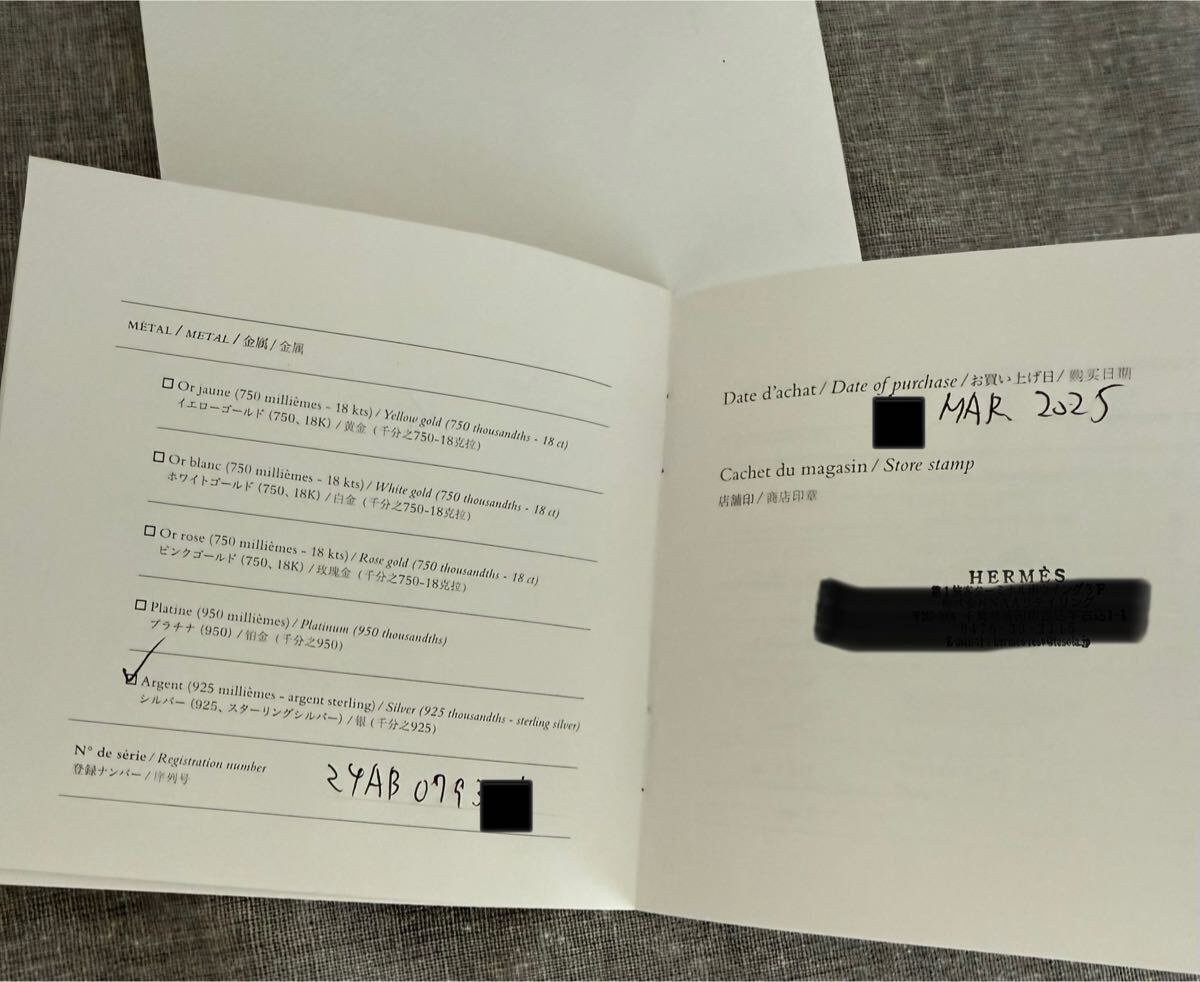 MÉTAL / METAL / 金属 / 金属
Or jaune (750 millièmes - 18 kts) / Yellow gold (750 thousandths - 18 ct)
イエローゴールド (750、18K) / 黄金 (千分之750-18克拉)
Or blanc (750 millièmes - 18 kts) / White gold (750 thousandths - 18 ct)
ホワイトゴールド (750、18K) / 白金 (千分之750-18克拉)
Or rose (750 millièmes - 18 kts) / Rose gold (750 thousandths - 18 ct)
ピンクゴールド (750、18K) / 玫瑰金 (千分之750-18克拉)
Platine (950 millièmes) / Platinum (950 thousandths)
プラチナ (950) / 铂金 (千分之950)
Argent (925 millièmes - argent sterling) / Silver (925 thousandths - sterling silver)
シルバー (925、スターリングシルバー) / 银 (千分之925)
N° de série / Registration number
登録ナンバー / 序列号
24AB 0793
Date d'achat / Date of purchase / お買い上げ日 / 购买日期
MAR 2025
Cachet du magasin / Store stamp
店舗印 / 商店印章
HERMÈS